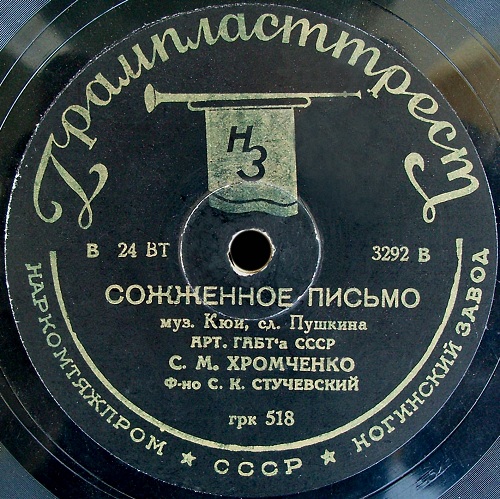 Грампласттрест
НЗ
В 24 ВТ 3292 В
СОЖЖЕННОЕ ПИСЬМО
муз. Кюи, сл. Пушкина
АРТ. ГАБТ'а СССР
С. М. ХРОМЧЕНКО
Ф-но С. К. СТУЧЕВСКИЙ
грк 518
НАРКОМТЯЖПРОМ ★ СССР ★ НОГИНСКИЙ ЗАВОД